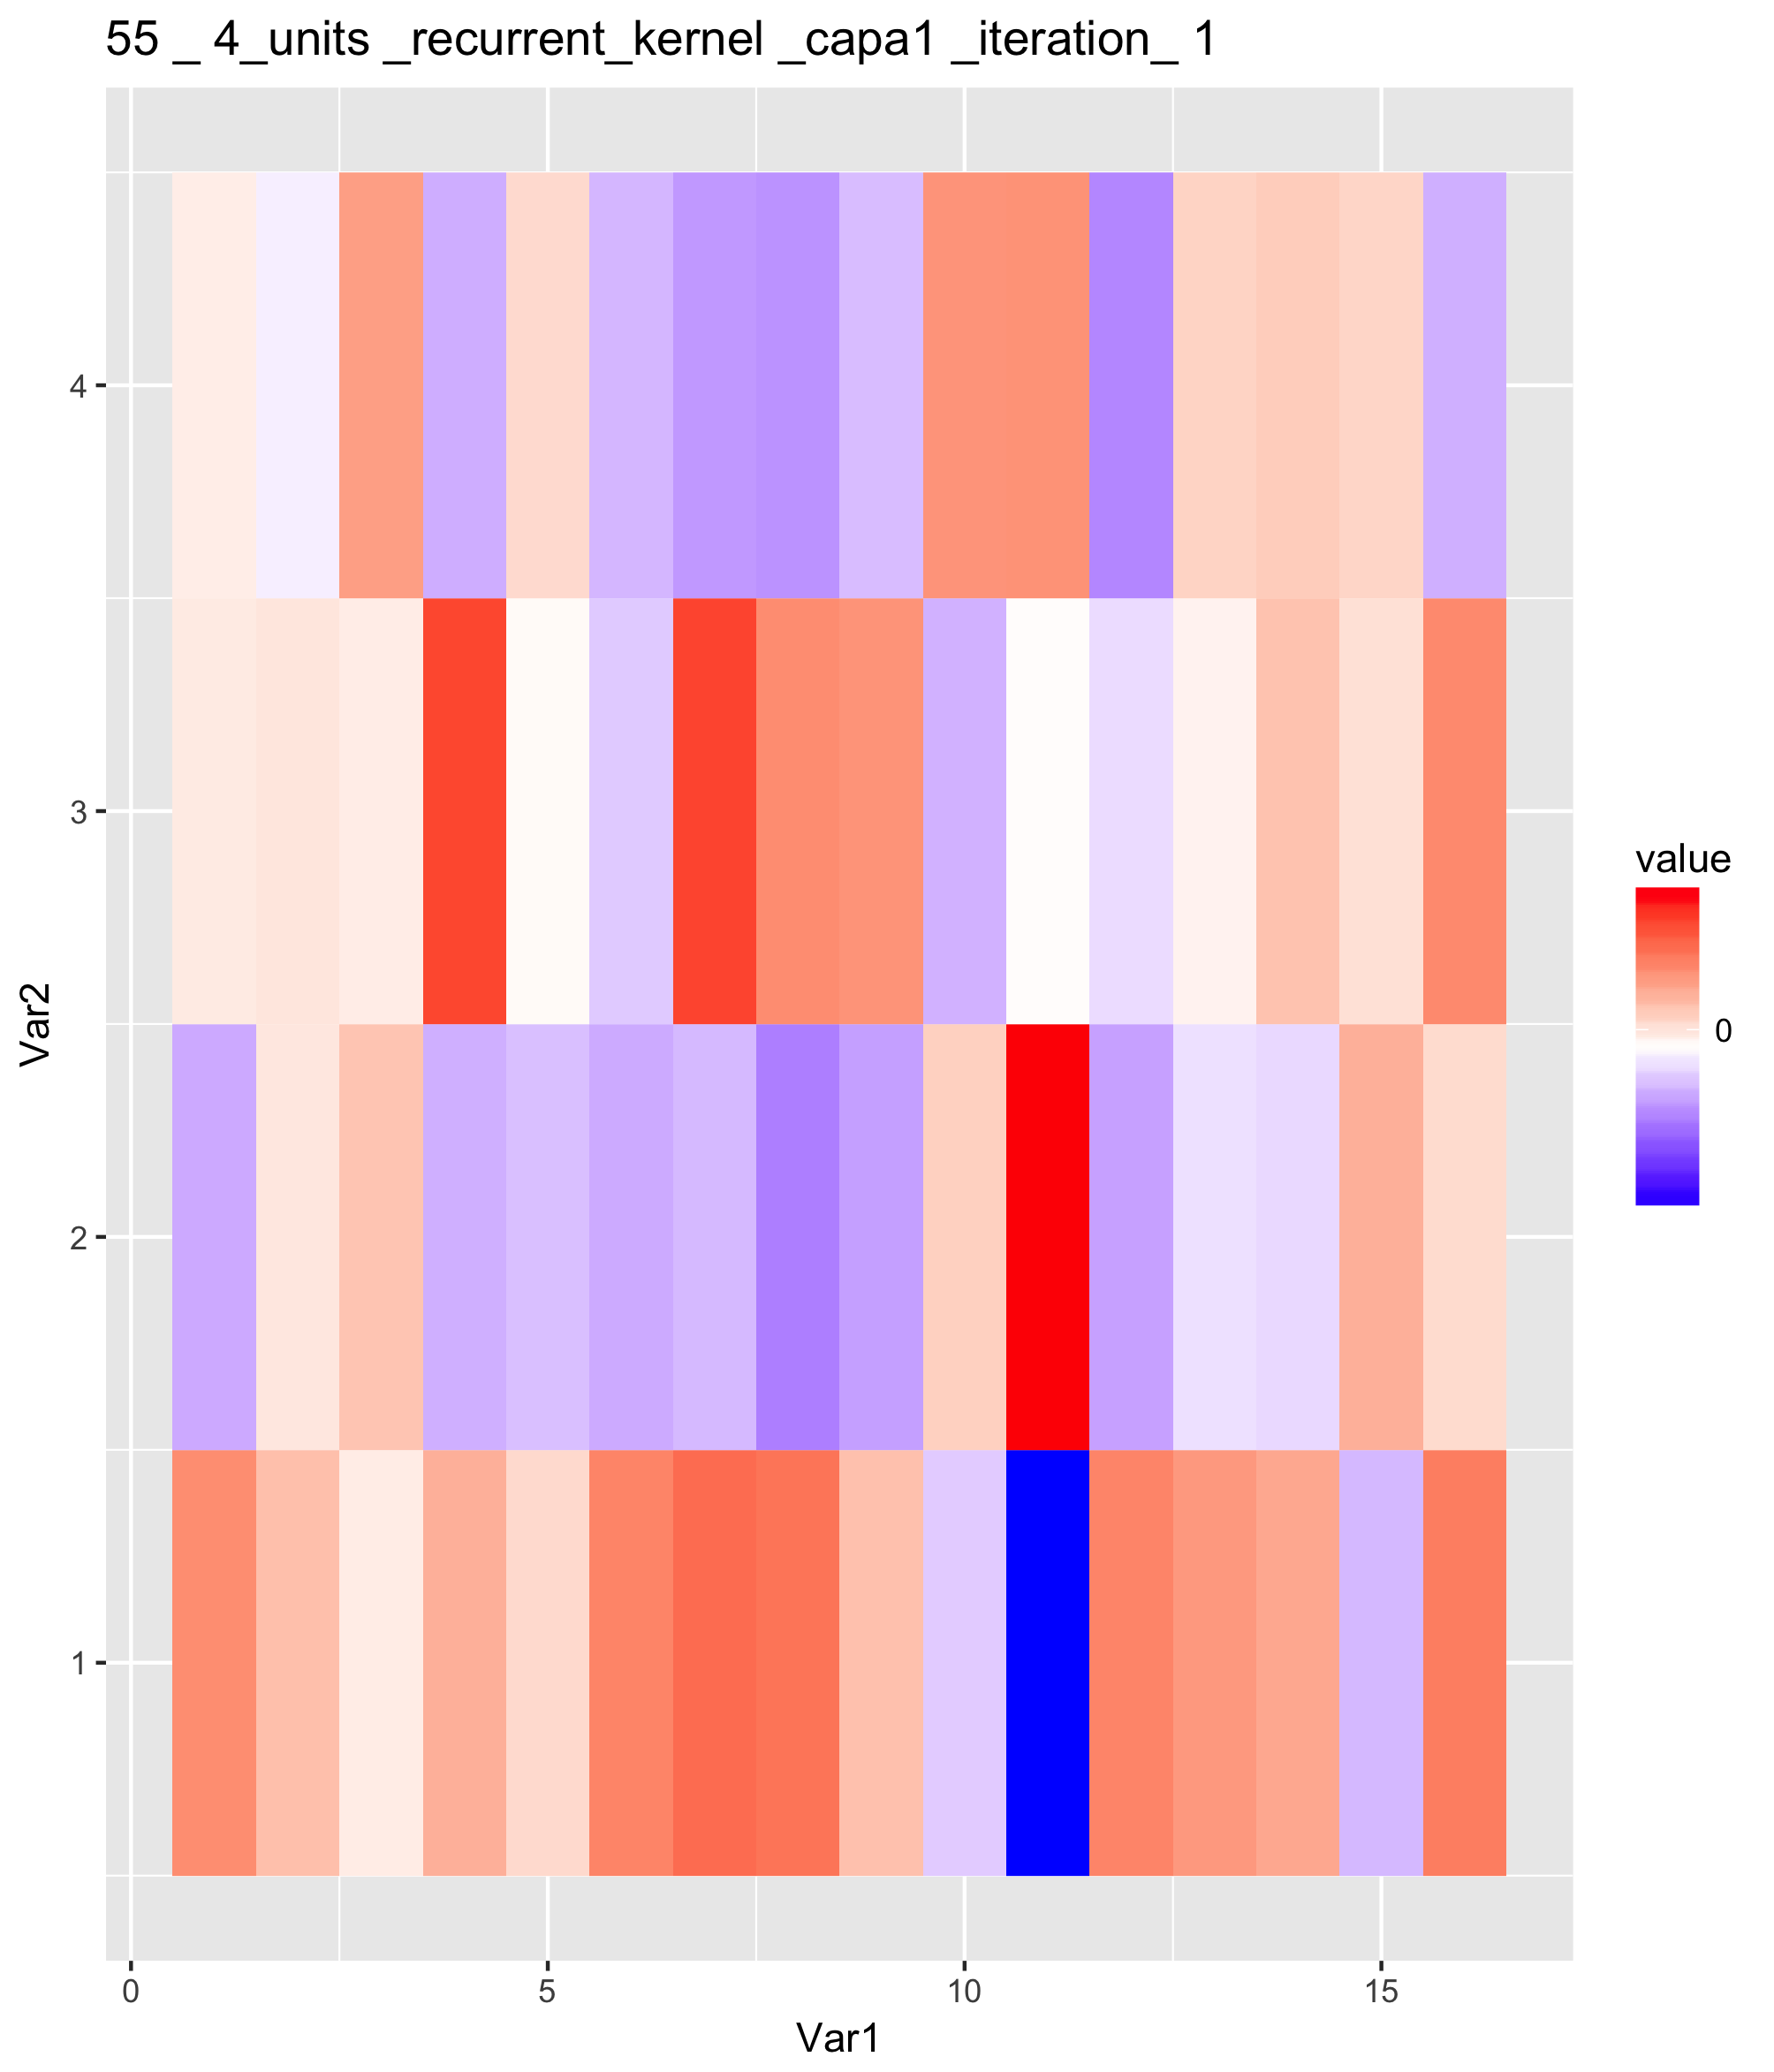 55 _ 4_units _recurrent_kernel _capa1 _iteration_ 1
4
3
2
1
Var2
0
5
10
15
Var1
value
0